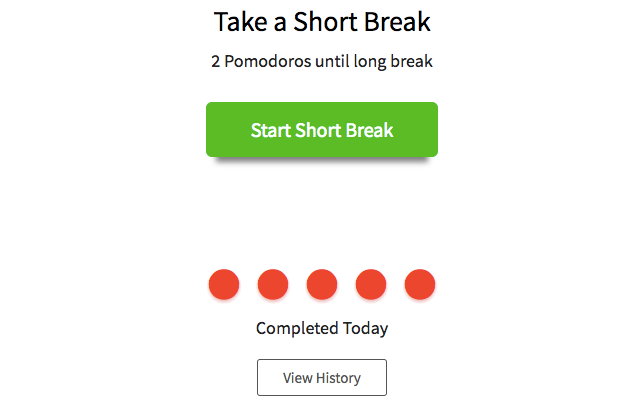 Take a Short Break
2 Pomodoros until long break
Start Short Break
Completed Today
View History